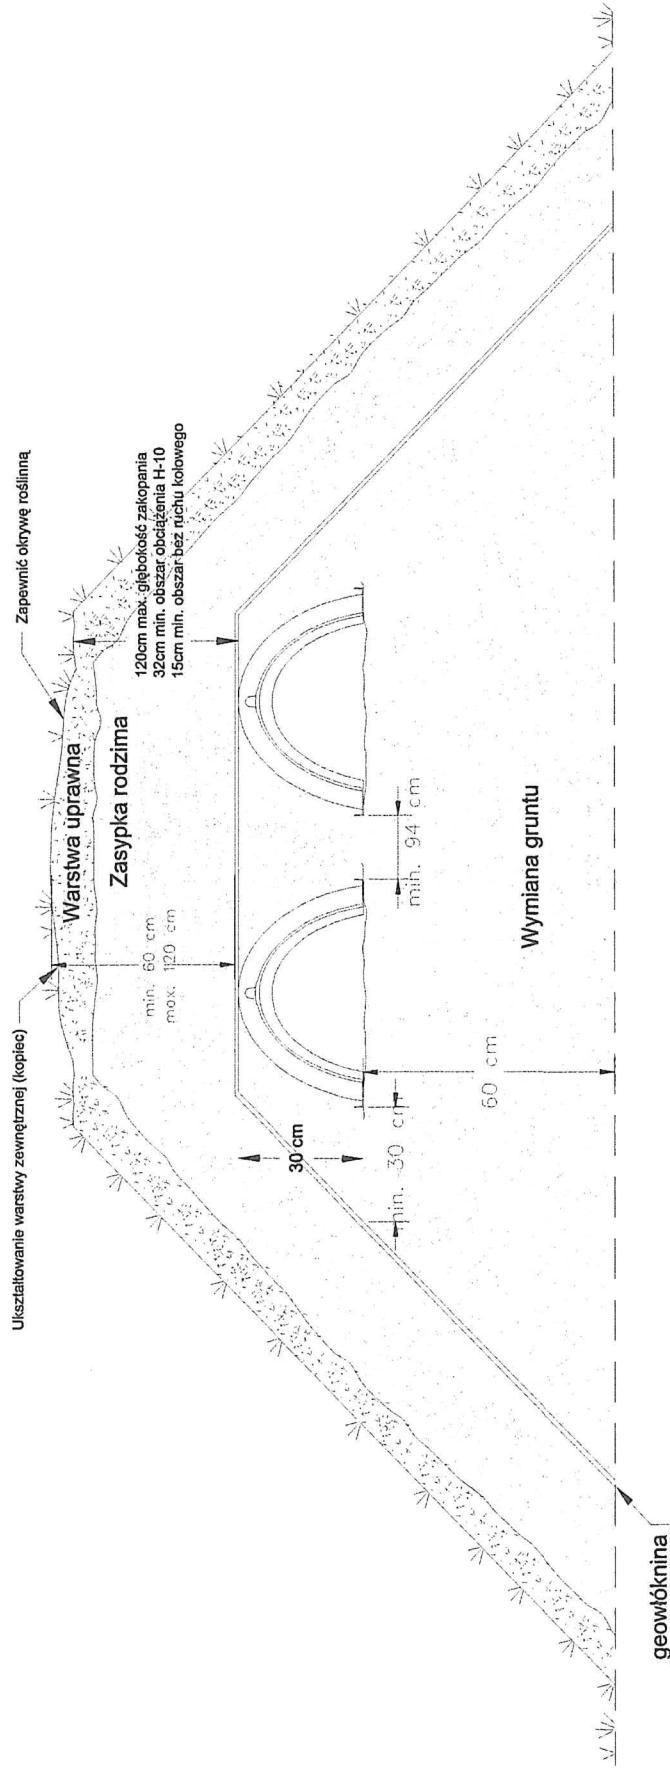 Ukształtowanie warstwy zewnętrznej (kopiec)
Zapewnić okrywę roślinną
Warstwa uprawna
Zasypka rodzima
120cm max. głębokość zakopania
32cm min. obszar obciążenia H-10
15cm min. obszar bez ruchu kołowego
min. 60 cm
max. 120 cm
30 cm
min. 30 cm
min. 94 cm
60 cm
Wymiana gruntu
geowłóknina